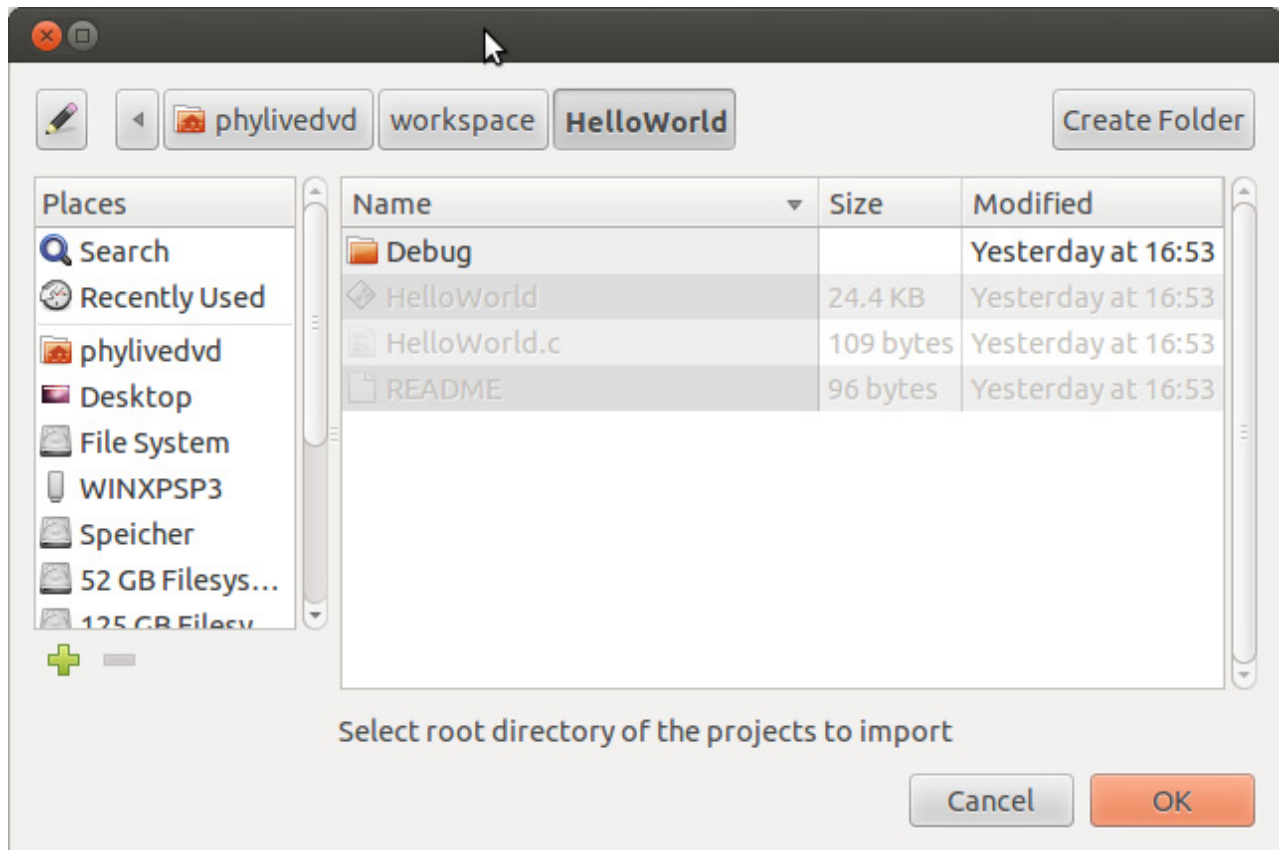 phylivedvd workspace HelloWorld Create Folder
Places
Search
Recently Used
phylivedvd
Desktop
File System
WINXPSP3
Speicher
52 GB Filesys...
125 GB Filesy
Name Size Modified
Debug Yesterday at 16:53
HelloWorld 24.4 KB Yesterday at 16:53
HelloWorld.c 109 bytes Yesterday at 16:53
README 96 bytes Yesterday at 16:53
Select root directory of the projects to import
Cancel OK